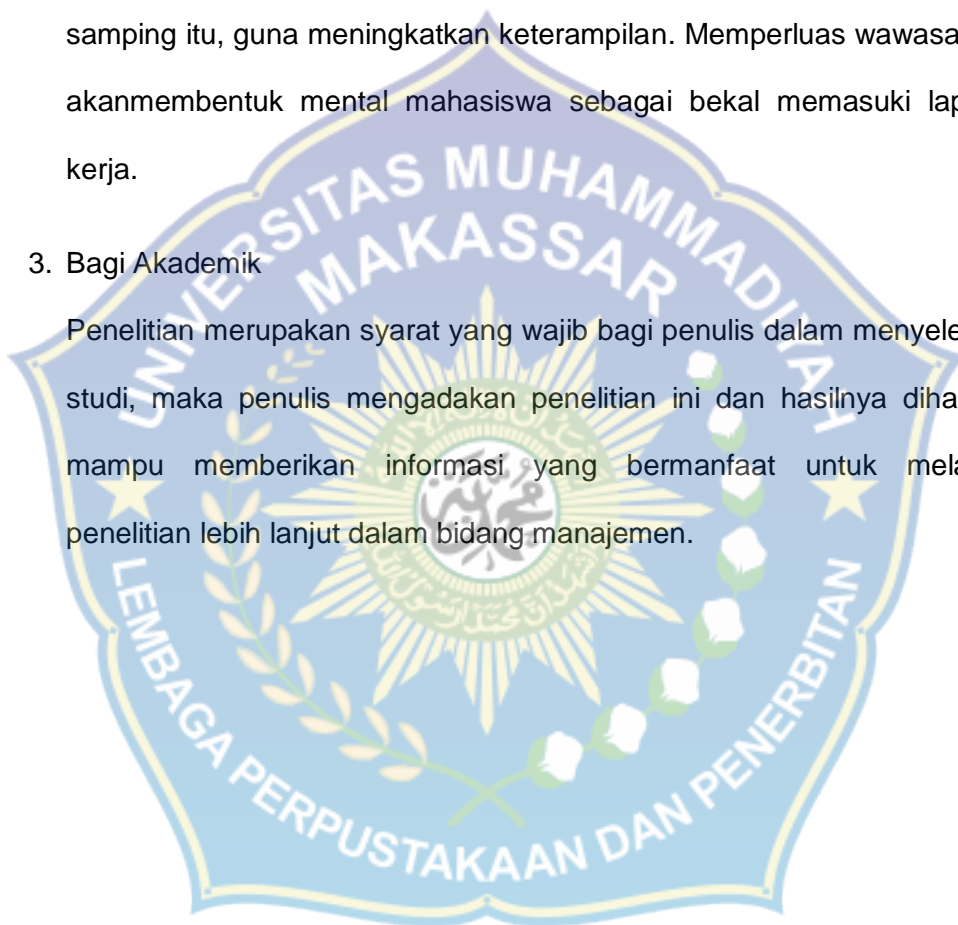 samping itu, guna meningkatkan keterampilan. Memperluas wawasa
akanmembentuk mental mahasiswa sebagai bekal memasuki lap
kerja.
3. Bagi Akademik
Penelitian merupakan syarat yang wajib bagi penulis dalam menyele
studi, maka penulis mengadakan penelitian ini dan hasilnya diha
mampu memberikan informasi yang bermanfaat untuk mela
penelitian lebih lanjut dalam bidang manajemen.
UNIVERSITAS MUHAMMADIYAH
MAKASSAR
LEMBAGA PERPUSTAKAAN DAN PENERBITAN